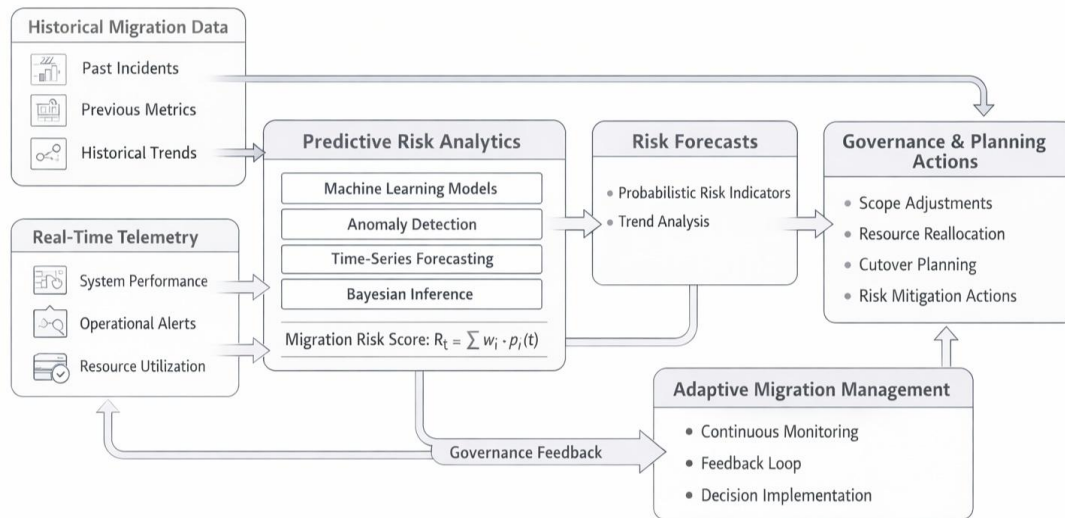 Historical Migration Data
Past Incidents
Previous Metrics
Historical Trends
Real-Time Telemetry
System Performance
Operational Alerts
Resource Utilization
Predictive Risk Analytics
Machine Learning Models
Anomaly Detection
Time-Series Forecasting
Bayesian Inference
Migration Risk Score: Rₜ = ∑ wᵢ · pᵢ(t)
Risk Forecasts
• Probabilistic Risk Indicators
• Trend Analysis
Governance & Planning
Actions
• Scope Adjustments
• Resource Reallocation
• Cutover Planning
• Risk Mitigation Actions
Governance Feedback
Adaptive Migration Management
• Continuous Monitoring
• Feedback Loop
• Decision Implementation